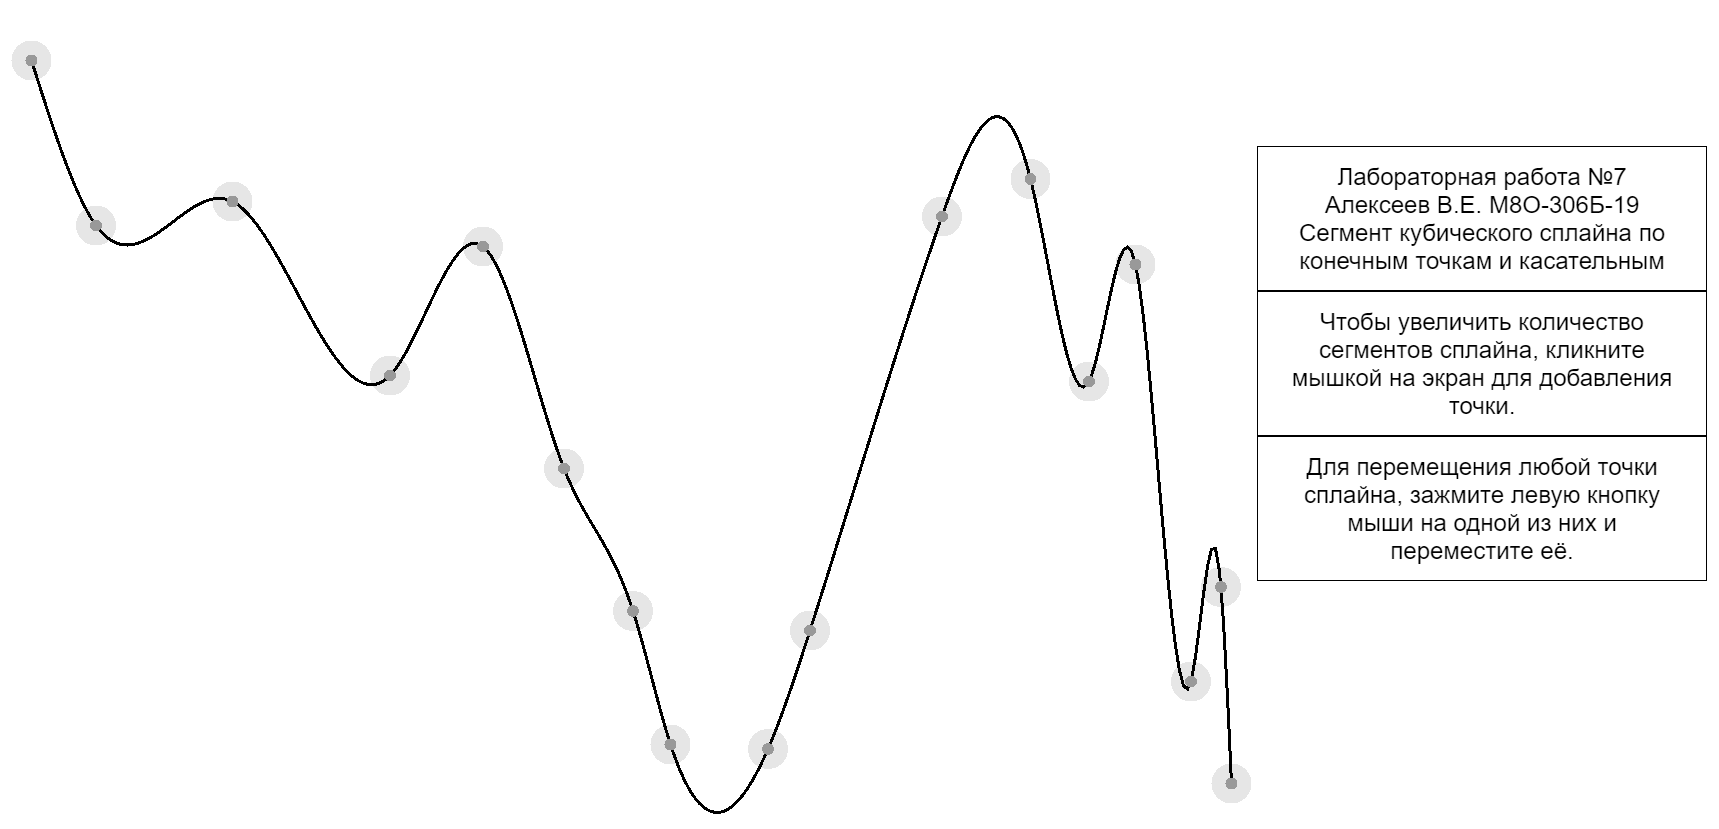 Лабораторная работа №7
Алексеев В.Е. М8О-306Б-19
Сегмент кубического сплайна по
конечным точкам и касательным
Чтобы увеличить количество
сегментов сплайна, кликните
мышкой на экран для добавления
точки.
Для перемещения любой точки
сплайна, зажмите левую кнопку
мыши на одной из них и
переместите её.